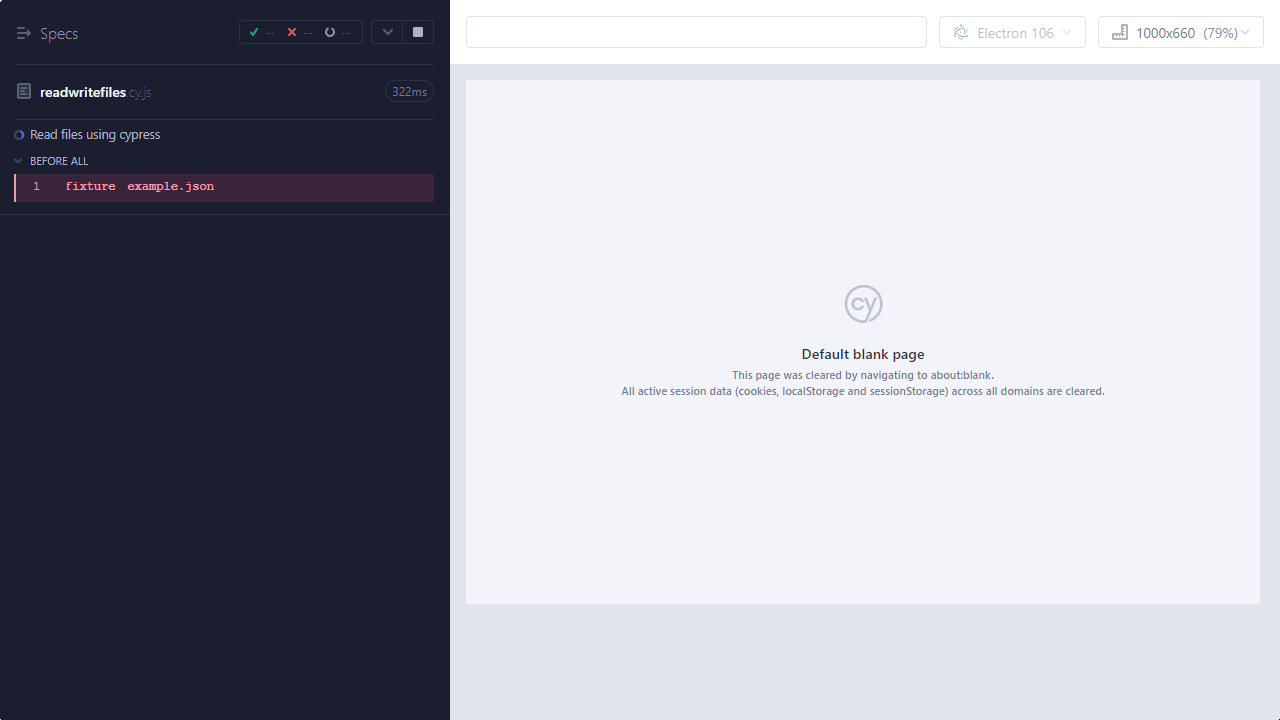 Specs
-- -- --
Electron 106
1000x660 (79%)
readwritefiles.cy.js
322ms
Read files using cypress
BEFORE ALL
1 fixture example.json
cy
Default blank page
This page was cleared by navigating to about:blank.
All active session data (cookies, localStorage and sessionStorage) across all domains are cleared.